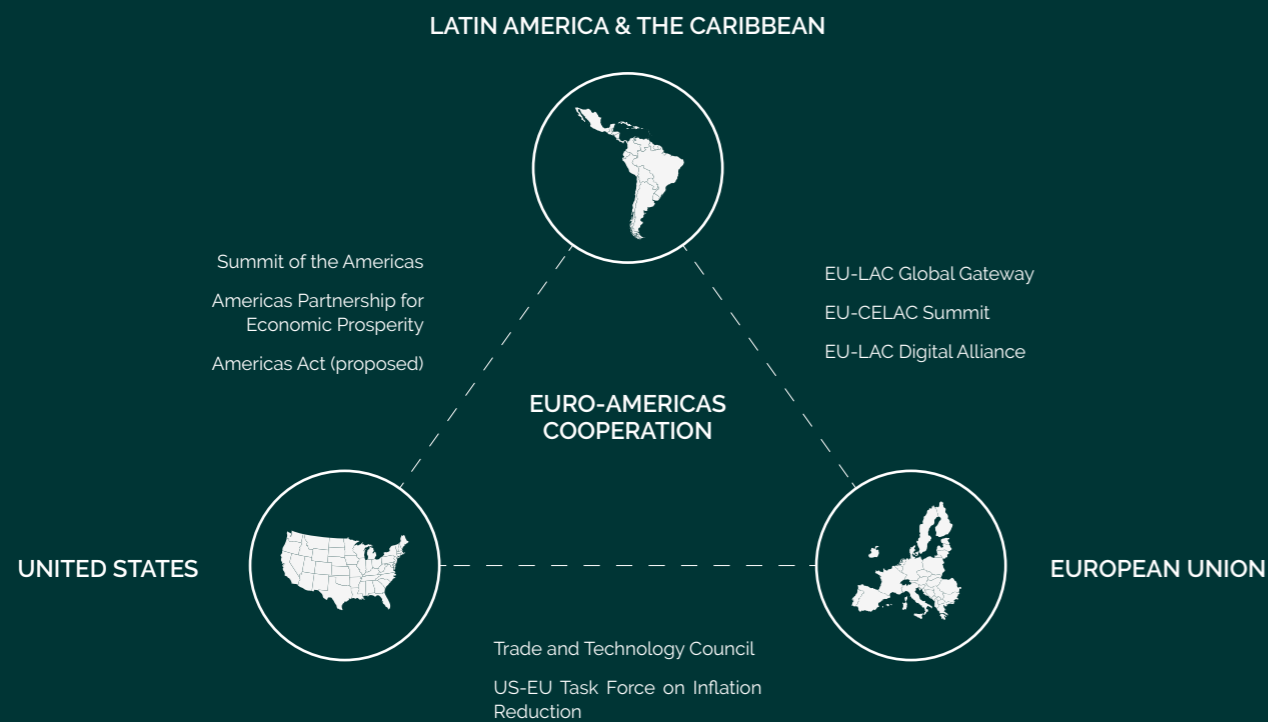 LATIN AMERICA & THE CARIBBEAN
Summit of the Americas
Americas Partnership for
Economic Prosperity
Americas Act (proposed)
EU-LAC Global Gateway
EU-CELAC Summit
EU-LAC Digital Alliance
EURO-AMERICAS
COOPERATION
UNITED STATES
EUROPEAN UNION
Trade and Technology Council
US-EU Task Force on Inflation
Reduction